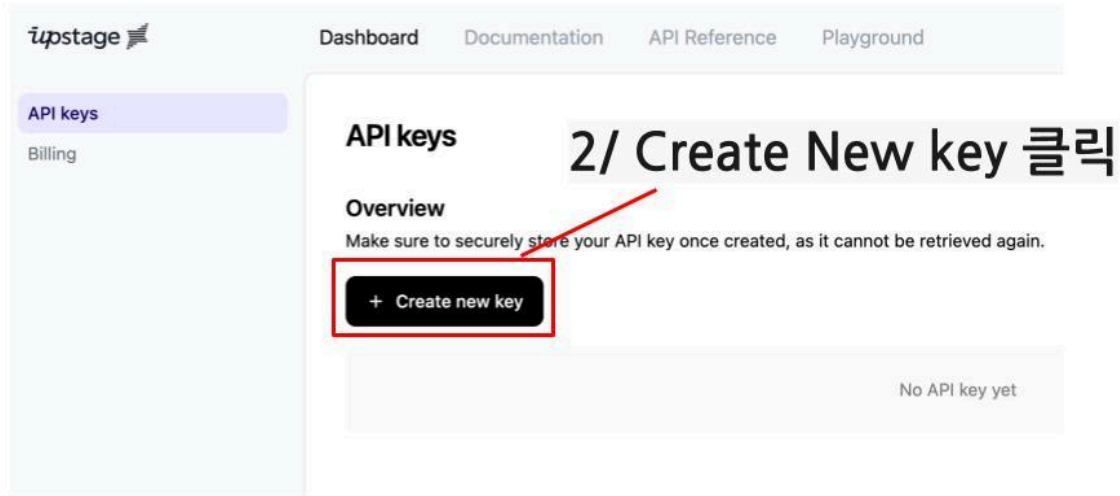 upstage
Dashboard Documentation API Reference Playground
API keys
Billing
API keys
2/ Create New key 클릭
Overview
Make sure to securely store your API key once created, as it cannot be retrieved again.
+ Create new key
No API key yet